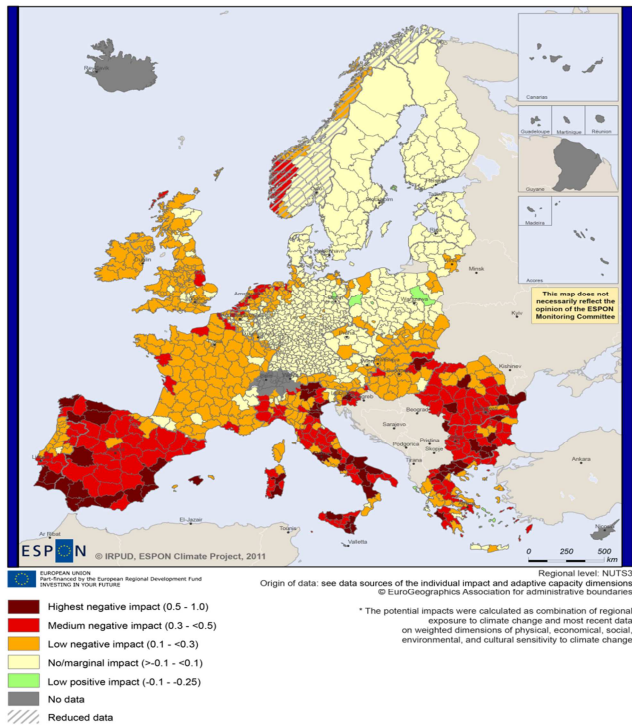 Reykjavik
Canarias
Guadeloupe Martinique Réunion
Guyane
Madeira
Acores
This map does not
necessarily reflect the
opinion of the ESPON
Monitoring Committee
Minsk
Kyiv
Kishinev
Zagreb
Beograd
Sarajevo
Podgorica
Pristina
Skopje
Tirana
Ankara
Ar Ribat
El-Jazair
Tounis
Valletta
ESPON
© IRPUD, ESPON Climate Project, 2011
0 250 500
km
EUROPEAN UNION
Part-financed by the European Regional Development Fund
INVESTING IN YOUR FUTURE
Regional level: NUTS3
Origin of data: see data sources of the individual impact and adaptive capacity dimensions
© EuroGeographics Association for administrative boundaries
Highest negative impact (0.5 - 1.0)
Medium negative impact (0.3 - <0.5)
Low negative impact (0.1 - <0.3)
No/marginal impact (>-0.1 - <0.1)
Low positive impact (-0.1 - -0.25)
No data
Reduced data
* The potential impacts were calculated as combination of regional
exposure to climate change and most recent data
on weighted dimensions of physical, economical, social,
environmental, and cultural sensitivity to climate change